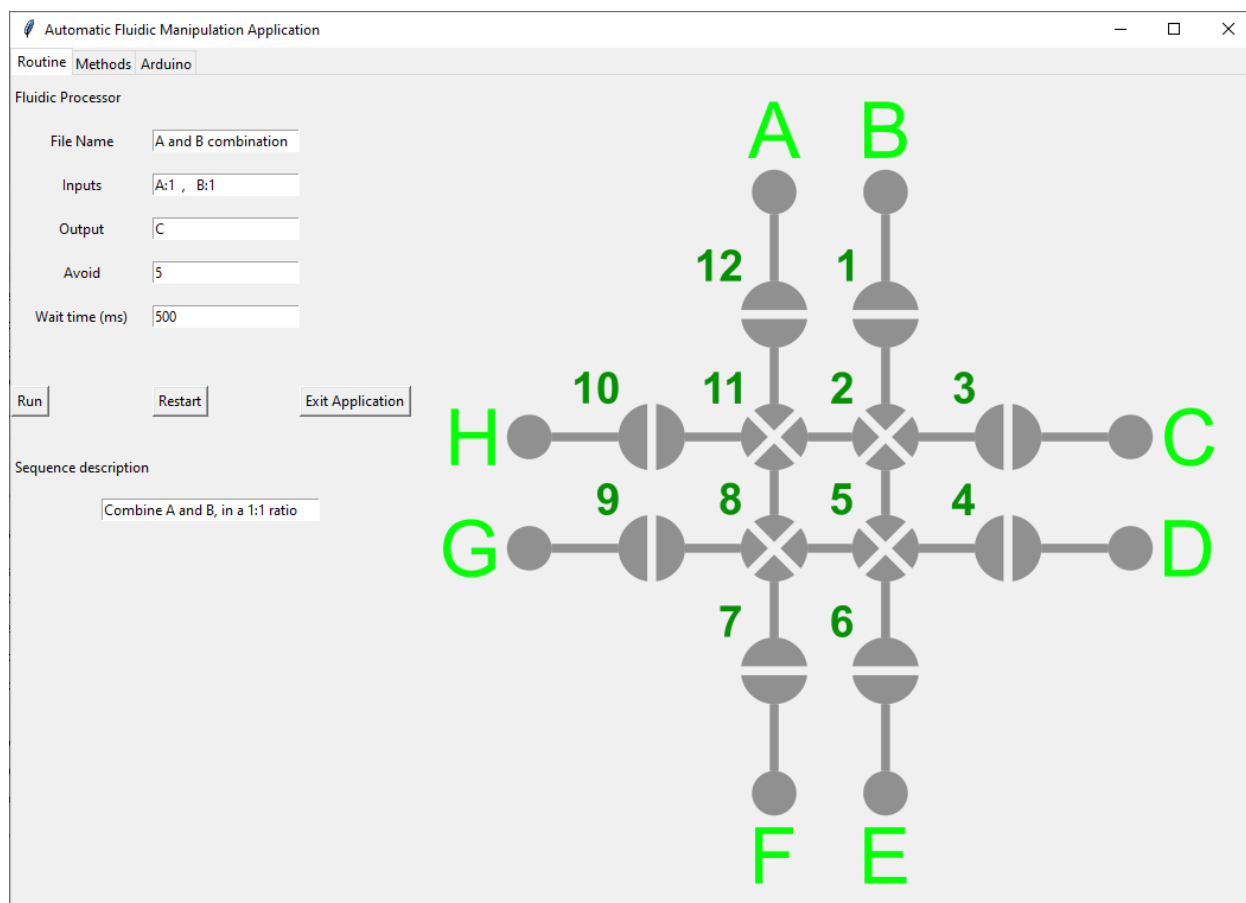 Automatic Fluidic Manipulation Application
Routine Methods Arduino
Fluidic Processor
File Name A and B combination
Inputs A:1 , B:1
Output C
Avoid 5
Wait time (ms) 500
Run Restart Exit Application
Sequence description
Combine A and B, in a 1:1 ratio
A B
12 1
10 11 2 3
H C
9 8 5 4
G D
7 6
F E